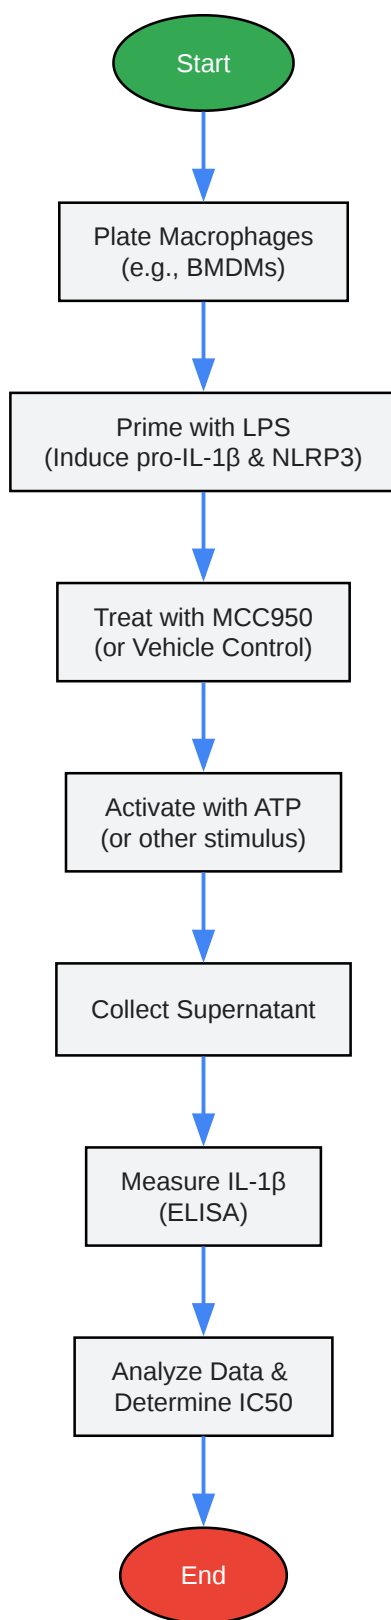 Start
Plate Macrophages
(e.g., BMDMs)
Prime with LPS
(Induce pro-IL-1β & NLRP3)
Treat with MCC950
(or Vehicle Control)
Activate with ATP
(or other stimulus)
Collect Supernatant
Measure IL-1β
(ELISA)
Analyze Data &
Determine IC50
End